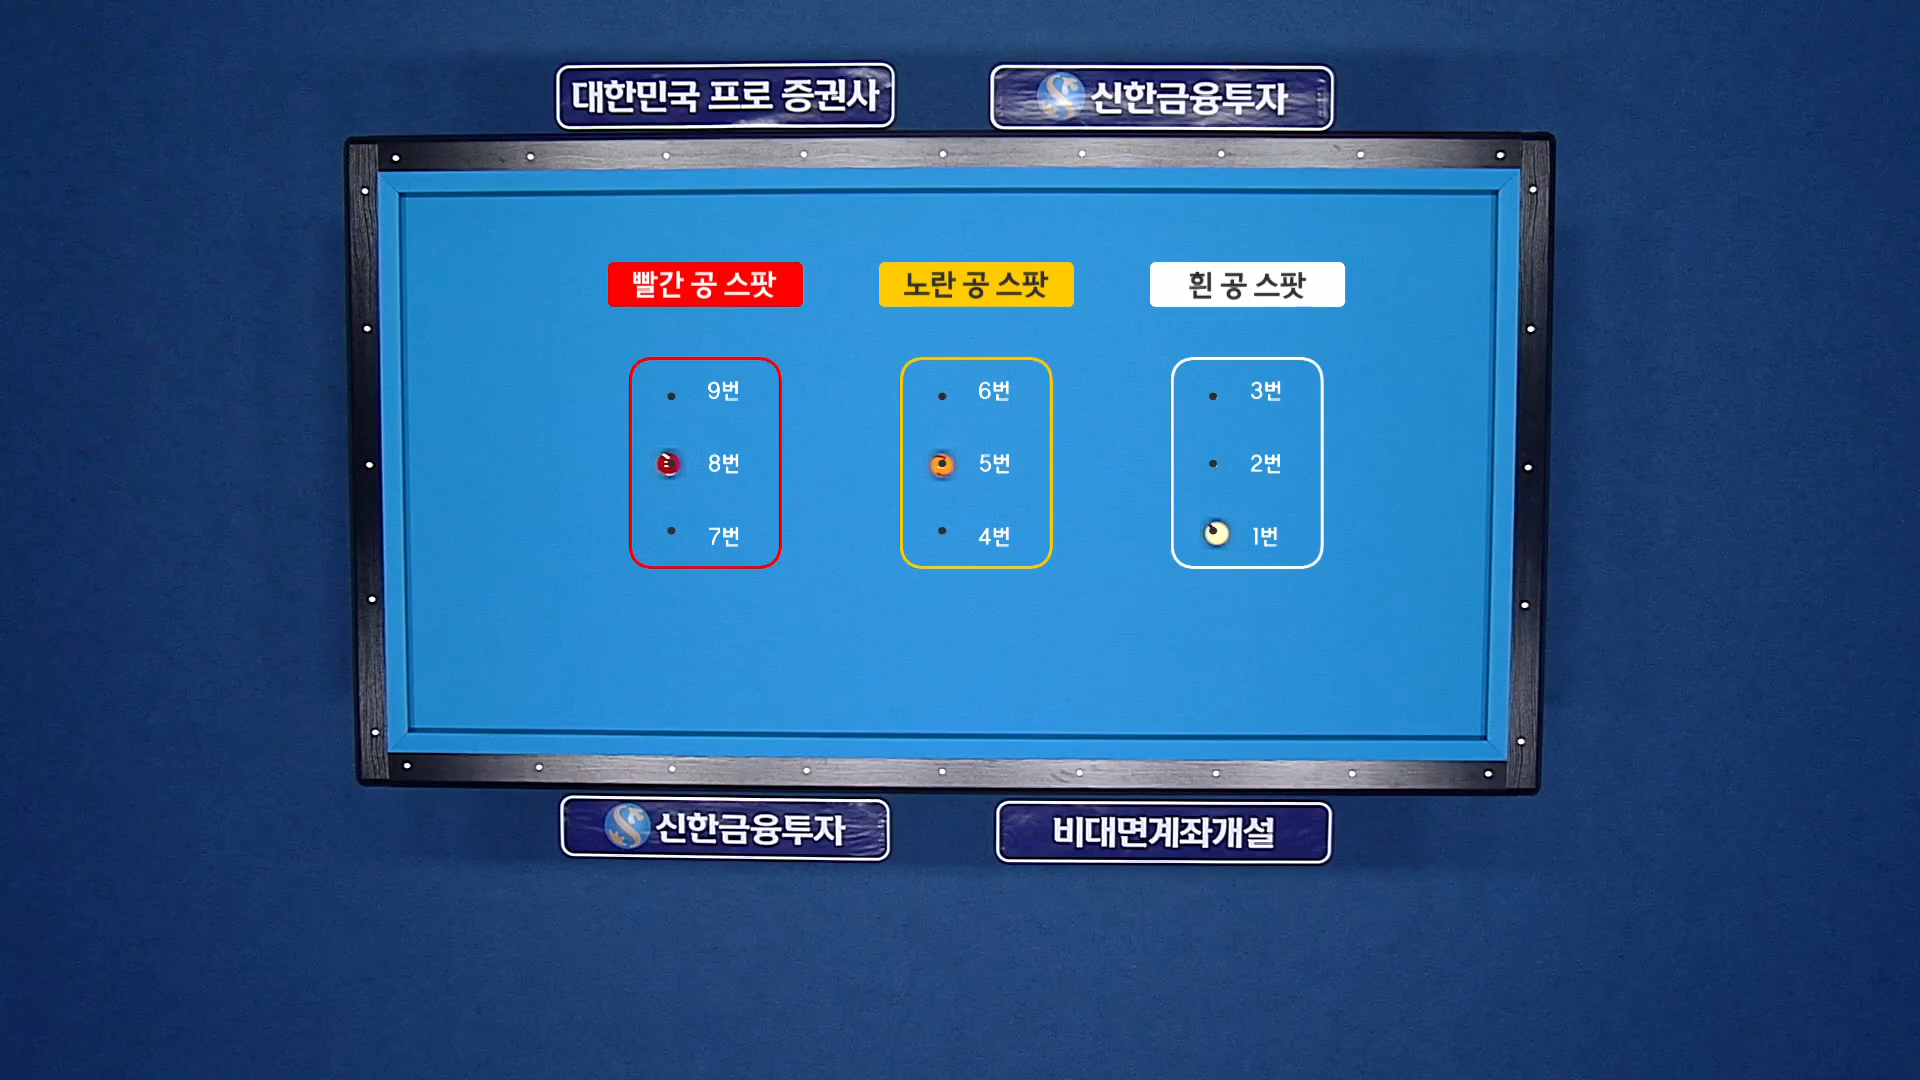 대한민국 프로 증권사
신한금융투자
빨간 공 스팟
노란 공 스팟
흰 공 스팟
9번
6번
3번
8번
5번
2번
7번
4번
1번
신한금융투자
비대면계좌개설